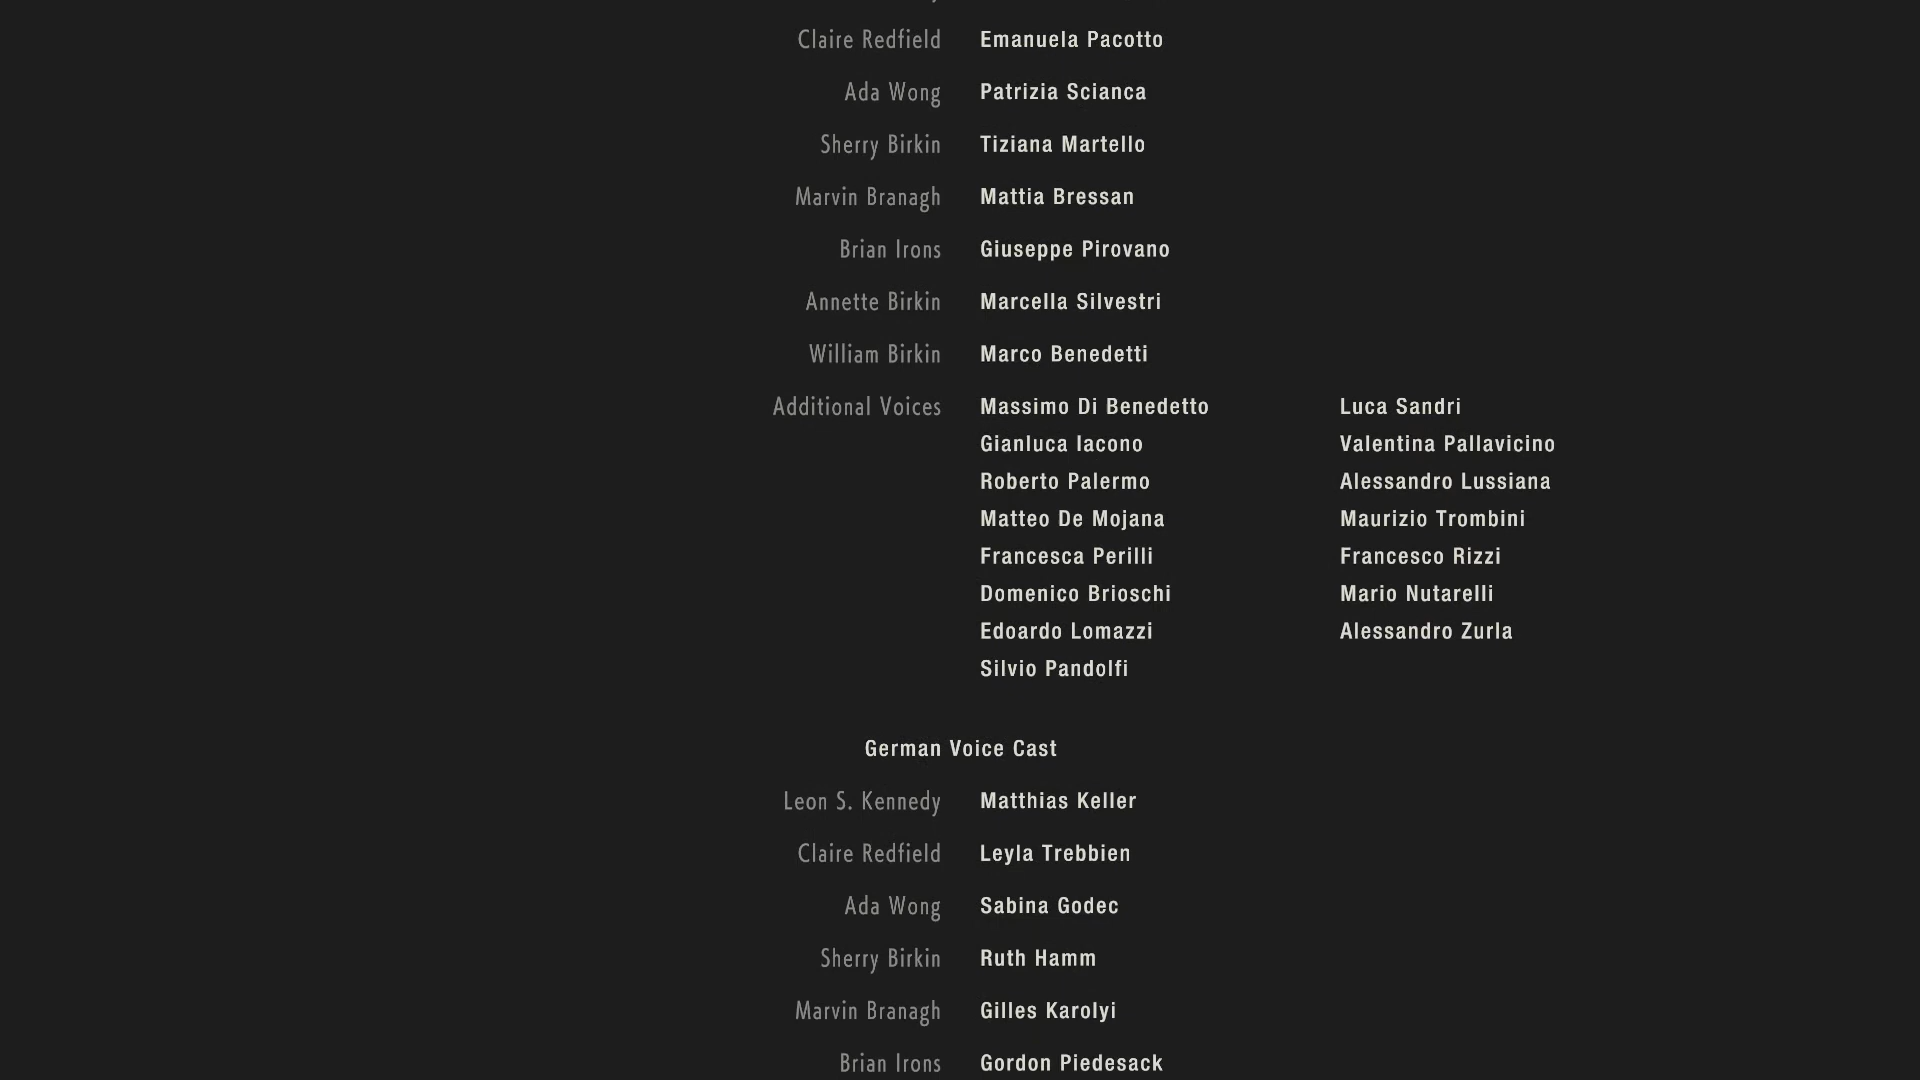 Claire Redfield Emanuela Pacotto
Ada Wong Patrizia Scianca
Sherry Birkin Tiziana Martello
Marvin Branagh Mattia Bressan
Brian Irons Giuseppe Pirovano
Annette Birkin Marcella Silvestri
William Birkin Marco Benedetti
Additional Voices Massimo Di Benedetto Luca Sandri
Gianluca Iacono Valentina Pallavicino
Roberto Palermo Alessandro Lussiana
Matteo De Mojana Maurizio Trombini
Francesca Perilli Francesco Rizzi
Domenico Brioschi Mario Nutarelli
Edoardo Lomazzi Alessandro Zurla
Silvio Pandolfi
German Voice Cast
Leon S. Kennedy Matthias Keller
Claire Redfield Leyla Trebbien
Ada Wong Sabina Godec
Sherry Birkin Ruth Hamm
Marvin Branagh Gilles Karolyi
Brian Irons Gordon Piedesack